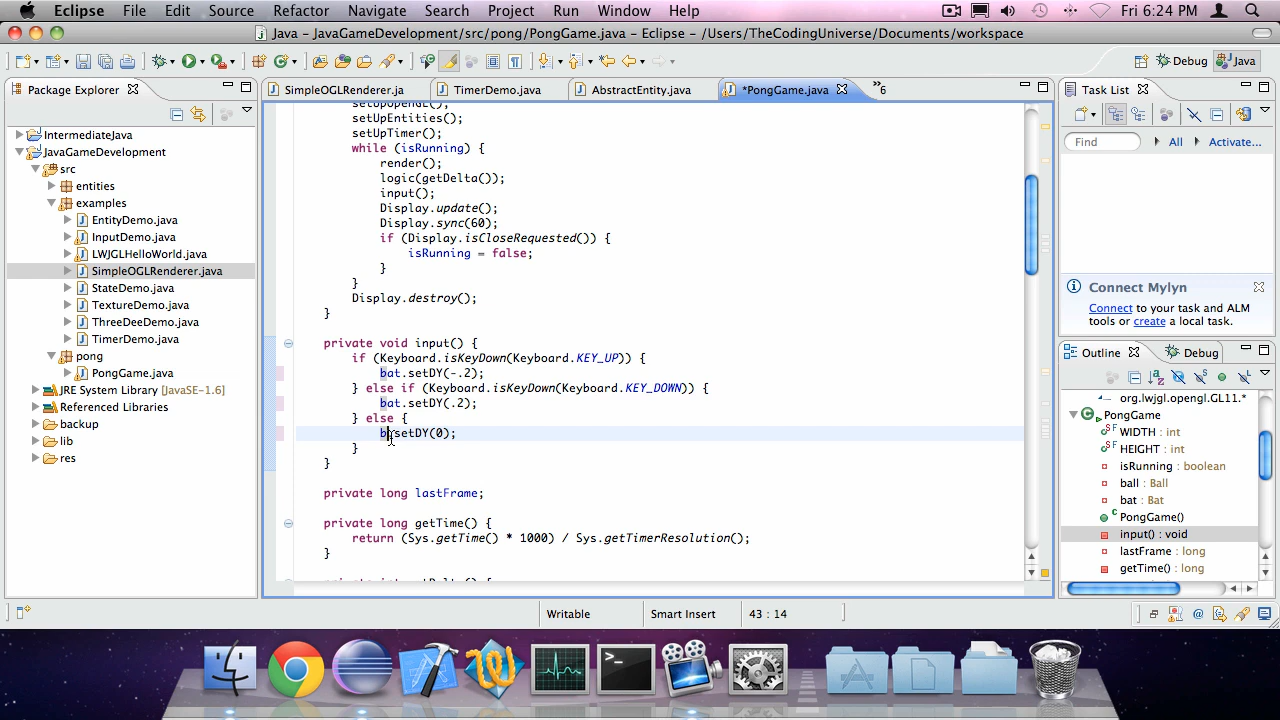 Eclipse File Edit Source Refactor Navigate Search Project Run Window Help Fri 6:24 PM
Java – JavaGameDevelopment/src/pong/PongGame.java – Eclipse – /Users/TheCodingUniverse/Documents/workspace
Debug Java
Package Explorer
IntermediateJava
JavaGameDevelopment
src
entities
examples
EntityDemo.java
InputDemo.java
LWJGLHelloWorld.java
SimpleOGLRenderer.java
StateDemo.java
TextureDemo.java
ThreeDeeDemo.java
TimerDemo.java
pong
PongGame.java
JRE System Library [JavaSE-1.6]
Referenced Libraries
backup
lib
res
SimpleOGLRenderer.ja TimerDemo.java AbstractEntity.java *PongGame.java »6
setUpOpenGL();
setUpEntities();
setUpTimer();
while (isRunning) {
render();
logic(getDelta());
input();
Display.update();
Display.sync(60);
if (Display.isCloseRequested()) {
isRunning = false;
}
}
Display.destroy();
}
private void input() {
if (Keyboard.isKeyDown(Keyboard.KEY_UP)) {
bat.setDY(-.2);
} else if (Keyboard.isKeyDown(Keyboard.KEY_DOWN)) {
bat.setDY(.2);
} else {
bat.setDY(0);
}
}
private long lastFrame;
private long getTime() {
return (Sys.getTime() * 1000) / Sys.getTimerResolution();
}
Task List
Find All Activate...
Connect Mylyn
Connect to your task and ALM
tools or create a local task.
Outline Debug
org.lwjgl.opengl.GL11.*
PongGame
WIDTH : int
HEIGHT : int
isRunning : boolean
ball : Ball
bat : Bat
PongGame()
input() : void
lastFrame : long
getTime() : long
Writable Smart Insert 43 : 14